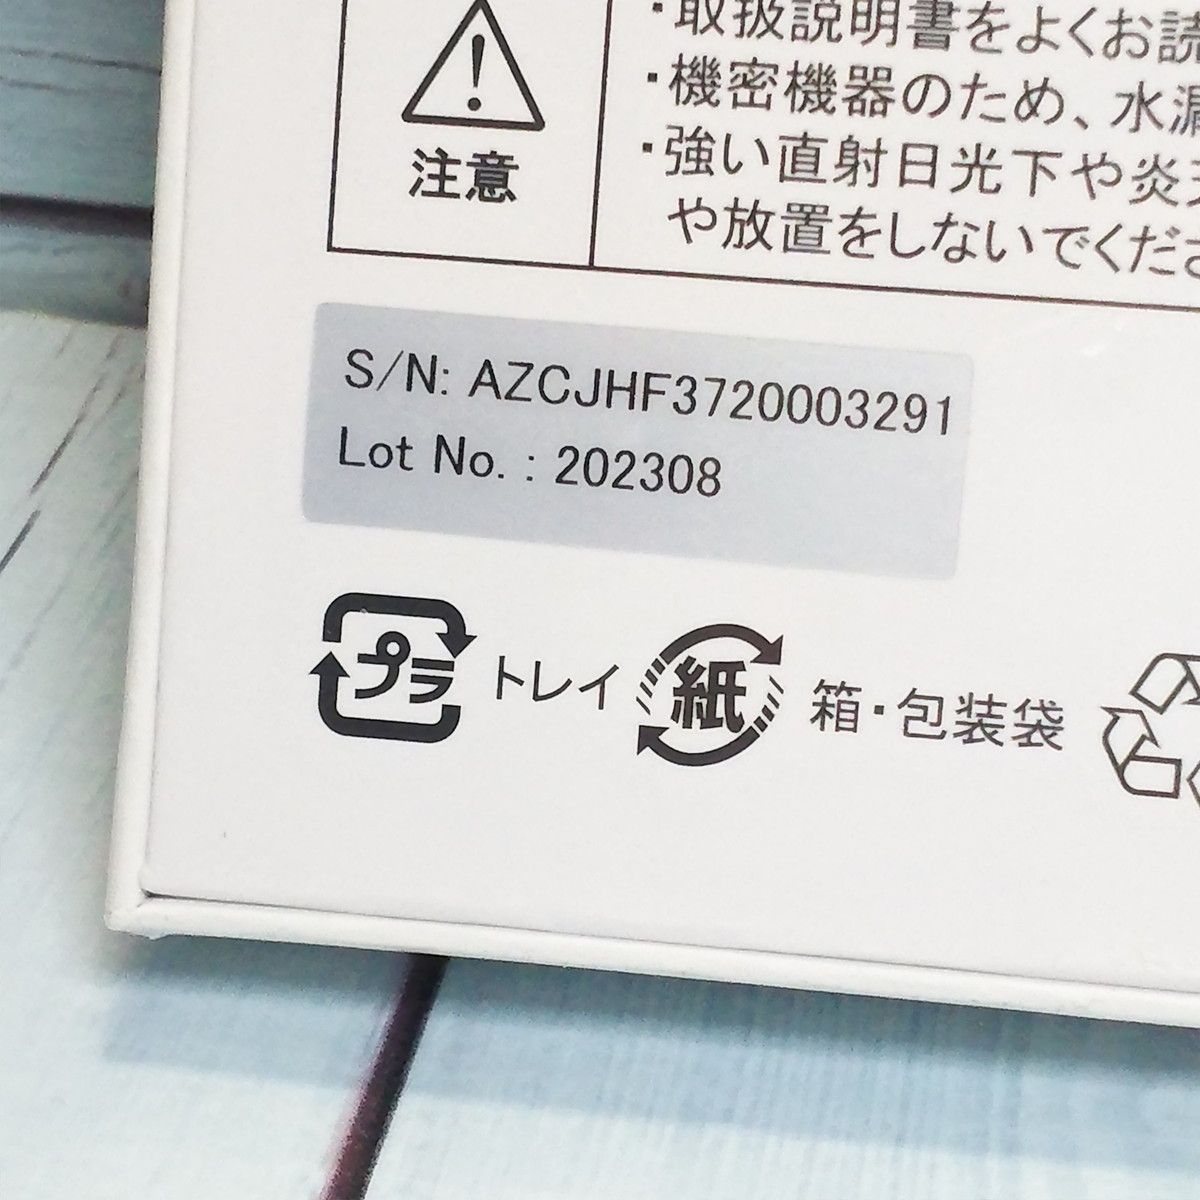 ・取扱説明書をよくお読
・機密機器のため、水漏
・強い直射日光下や炎天
や放置をしないでくださ
注意
S/N: AZCJHF3720003291
Lot No. : 202308
プラ トレイ 紙 箱・包装袋